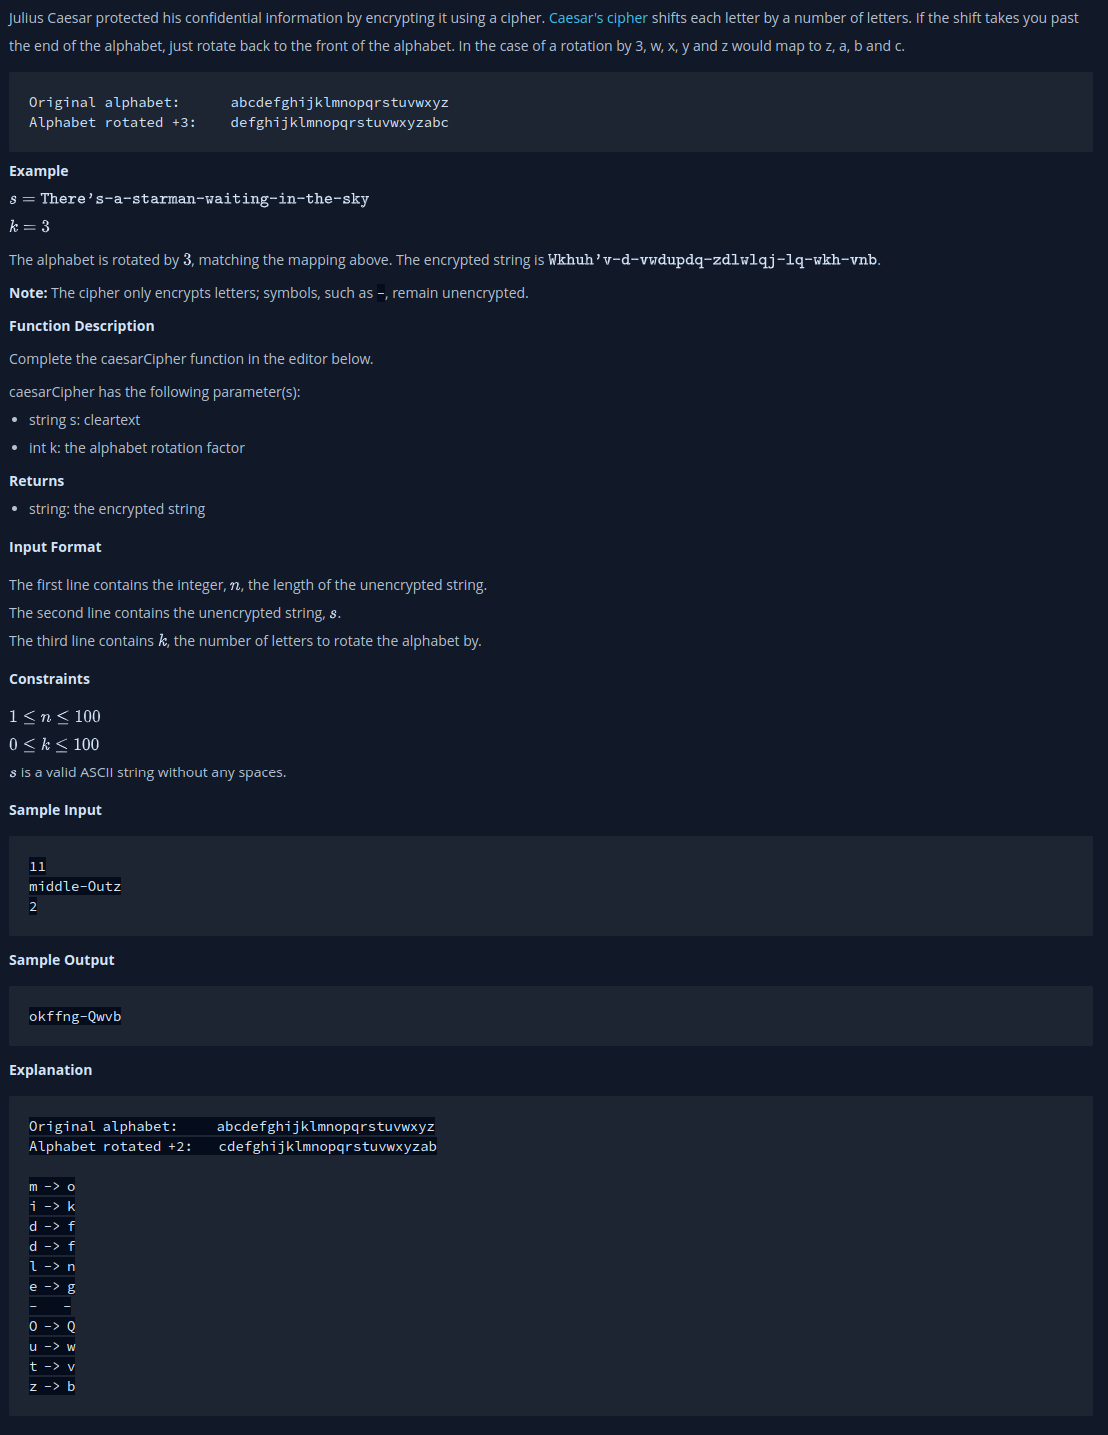 Julius Caesar protected his confidential information by encrypting it using a cipher. Caesar's cipher shifts each letter by a number of letters. If the shift takes you past
the end of the alphabet, just rotate back to the front of the alphabet. In the case of a rotation by 3, w, x, y and z would map to z, a, b and c.
Original alphabet: abcdefghijklmnopqrstuvwxyz
Alphabet rotated +3: defghijklmnopqrstuvwxyzabc
Example
s = There's-a-starman-waiting-in-the-sky
k = 3
The alphabet is rotated by 3, matching the mapping above. The encrypted string is Wkhuh'v-d-vwdupdq-zdlwlqj-lq-wkh-vnb.
Note: The cipher only encrypts letters; symbols, such as -, remain unencrypted.
Function Description
Complete the caesarCipher function in the editor below.
caesarCipher has the following parameter(s):
• string s: cleartext
• int k: the alphabet rotation factor
Returns
• string: the encrypted string
Input Format
The first line contains the integer, n, the length of the unencrypted string.
The second line contains the unencrypted string, s.
The third line contains k, the number of letters to rotate the alphabet by.
Constraints
1 ≤ n ≤ 100
0 ≤ k ≤ 100
s is a valid ASCII string without any spaces.
Sample Input
11
middle-Outz
2
Sample Output
okffng-Qwvb
Explanation
Original alphabet: abcdefghijklmnopqrstuvwxyz
Alphabet rotated +2: cdefghijklmnopqrstuvwxyzab
m -> o
i -> k
d -> f
d -> f
l -> n
e -> g
- -
O -> Q
u -> w
t -> v
z -> b